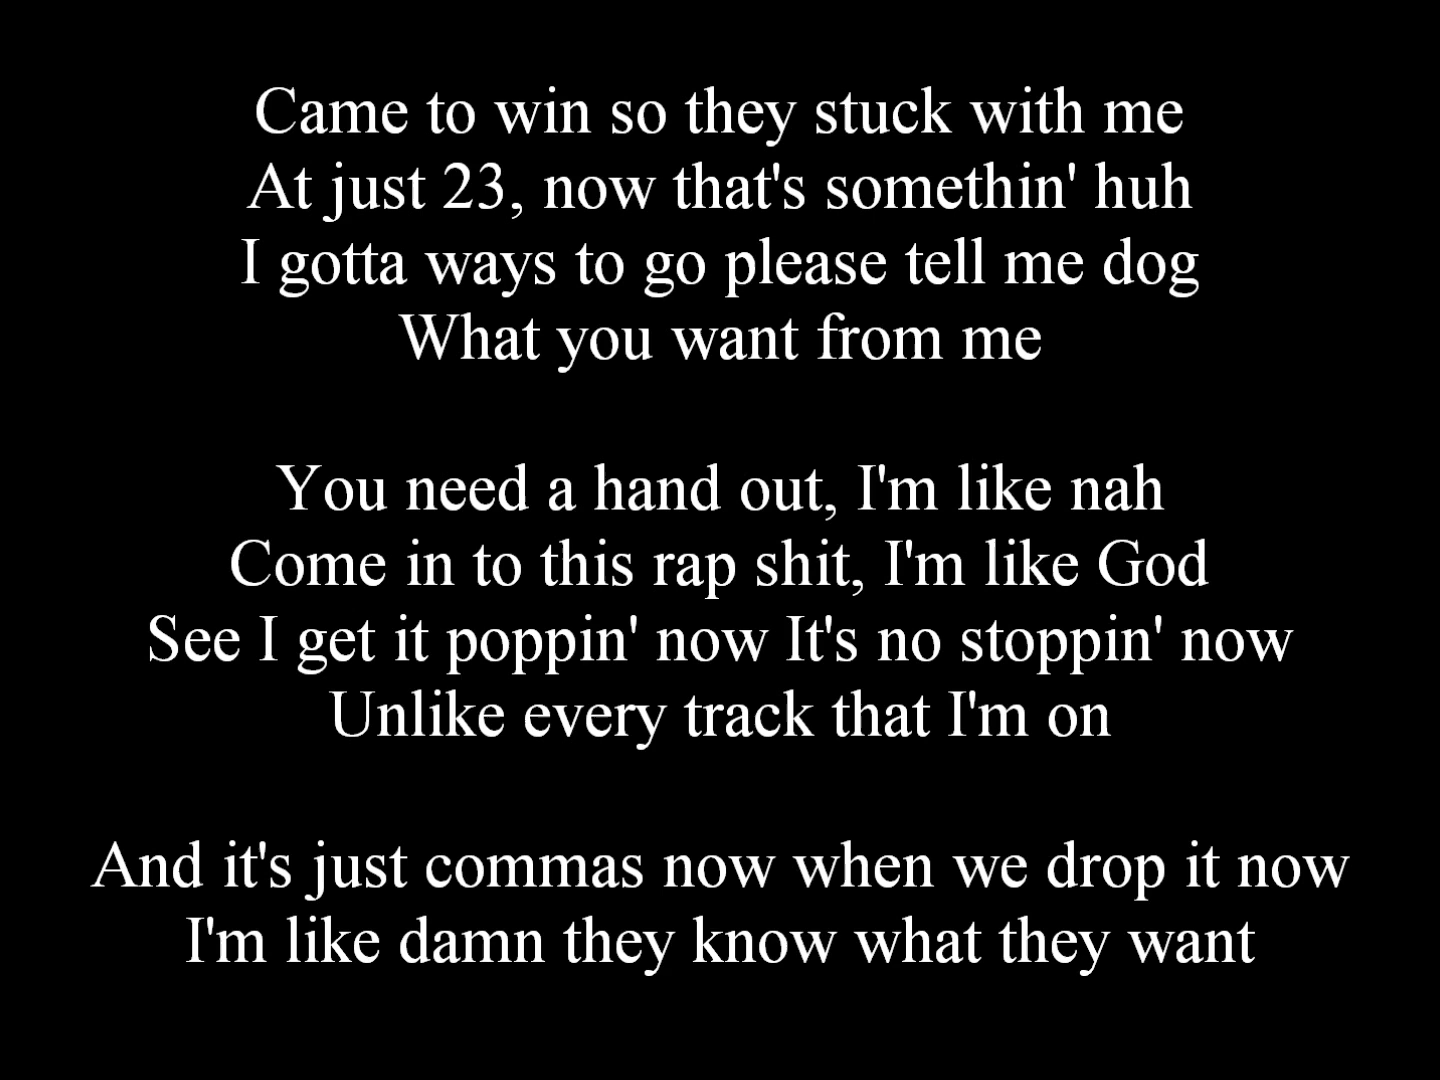 Came to win so they stuck with me
At just 23, now that's somethin' huh
I gotta ways to go please tell me dog
What you want from me
You need a hand out, I'm like nah
Come in to this rap shit, I'm like God
See I get it poppin' now It's no stoppin' now
Unlike every track that I'm on
And it's just commas now when we drop it now
I'm like damn they know what they want